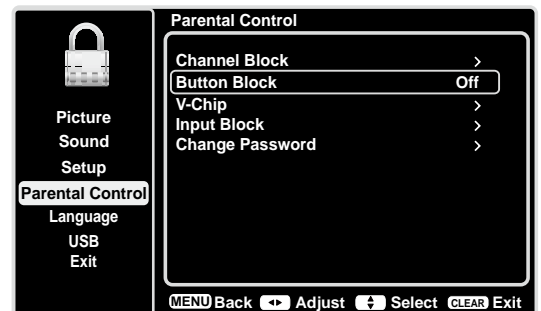 Parental Control
Channel Block >
Button Block Off
V-Chip >
Input Block >
Change Password >
Picture
Sound
Setup
Parental Control
Language
USB
Exit
MENU Back Adjust Select CLEAR Exit